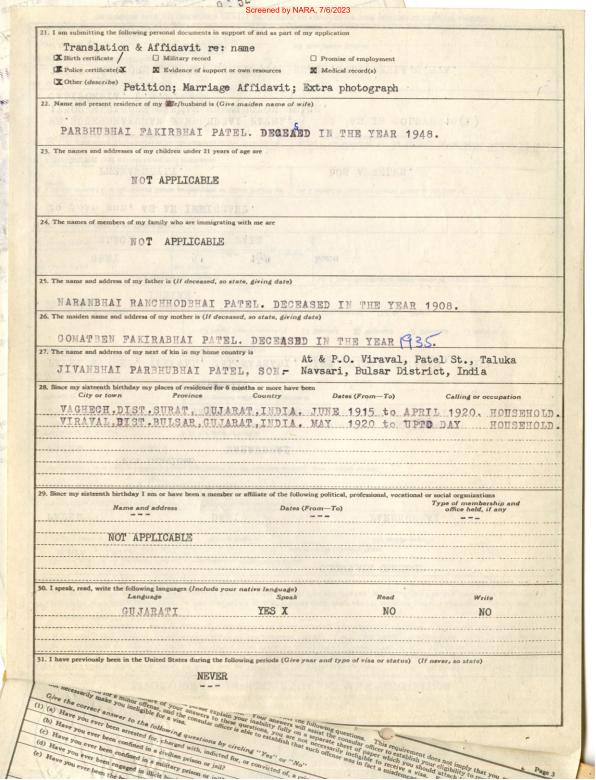 Screened by NARA, 7/6/2023
21. I am submitting the following personal documents in support of and as part of my application
Translation & Affidavit re: name
☒ Birth certificate / ☐ Military record ☐ Promise of employment
☒ Police certificate(s) ☒ Evidence of support or own resources ☒ Medical record(s)
☒ Other (describe) Petition; Marriage Affidavit; Extra photograph
22. Name and present residence of my husband is (Give maiden name of wife)
PARBHUBHAI FAKIRBHAI PATEL. DECEASED IN THE YEAR 1948.
23. The names and addresses of my children under 21 years of age are
NOT APPLICABLE
24. The names of members of my family who are immigrating with me are
NOT APPLICABLE
25. The name and address of my father is (If deceased, so state, giving date)
NARANBHAI RANCHHODBHAI PATEL. DECEASED IN THE YEAR 1908.
26. The maiden name and address of my mother is (If deceased, so state, giving date)
GOMATBEN FAKIRABHAI PATEL. DECEASED IN THE YEAR 1935.
27. The name and address of my next of kin in my home country is
At & P.O. Viraval, Patel St., Taluka
JIVANBHAI PARBHUBHAI PATEL, SON:- Navsari, Bulsar District, India
28. Since my sixteenth birthday my places of residence for 6 months or more have been
City or town Province Country Dates (From—To) Calling or occupation
VAGHECH,DIST.SURAT, GUJARAT,INDIA. JUNE 1915 to APRIL 1920. HOUSEHOLD.
VIRAVAL,DIST.BULSAR,GUJARAT,INDIA. MAY 1920 to UPTO DAY HOUSEHOLD.
29. Since my sixteenth birthday I am or have been a member or affiliate of the following political, professional, vocational or social organizations
Name and address Dates (From—To) Type of membership and office held, if any
--- --- ---
NOT APPLICABLE
30. I speak, read, write the following languages (Include your native language)
Language Speak Read Write
GUJARATI YES X NO NO
31. I have previously been in the United States during the following periods (Give year and type of visa or status) (If never, so state)
NEVER
---
necessarily make you ineligible for a visa.
Give the correct answer to the following questions by circling "Yes" or "No"
(1) (a) Have you ever been arrested for, charged with, indicted for, or convicted of, a
(b) Have you ever been confined in a
(c) Have you ever been confined in a civilian prison or jail?
(d) Have you ever been confined in a military prison or jail?
(e) Have you ever been engaged in illicit
Page 3